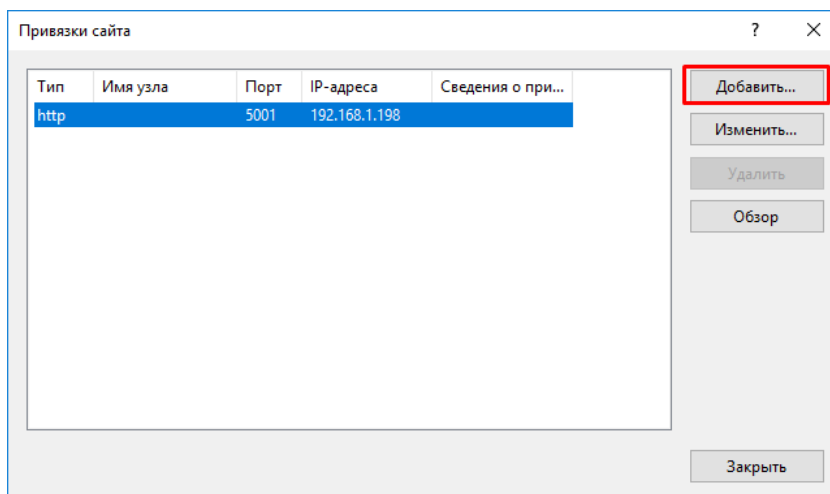 Привязки сайта
Тип Имя узла Порт IP-адреса Сведения о при...
http 5001 192.168.1.198
Добавить...
Изменить...
Удалить
Обзор
Закрыть